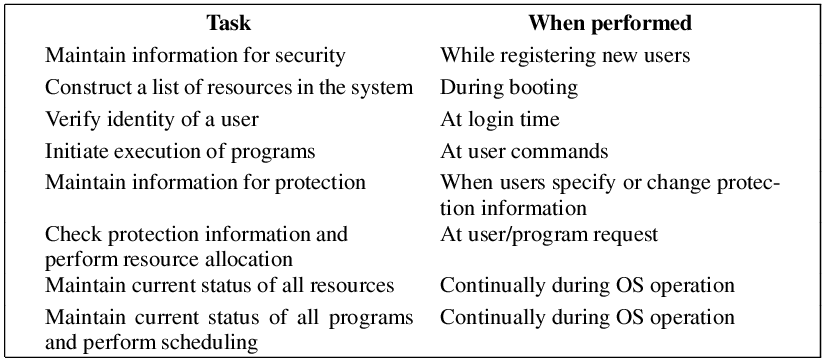 Task When performed
Maintain information for security While registering new users
Construct a list of resources in the system During booting
Verify identity of a user At login time
Initiate execution of programs At user commands
Maintain information for protection When users specify or change protec-
tion information
Check protection information and At user/program request
perform resource allocation
Maintain current status of all resources Continually during OS operation
Maintain current status of all programs Continually during OS operation
and perform scheduling